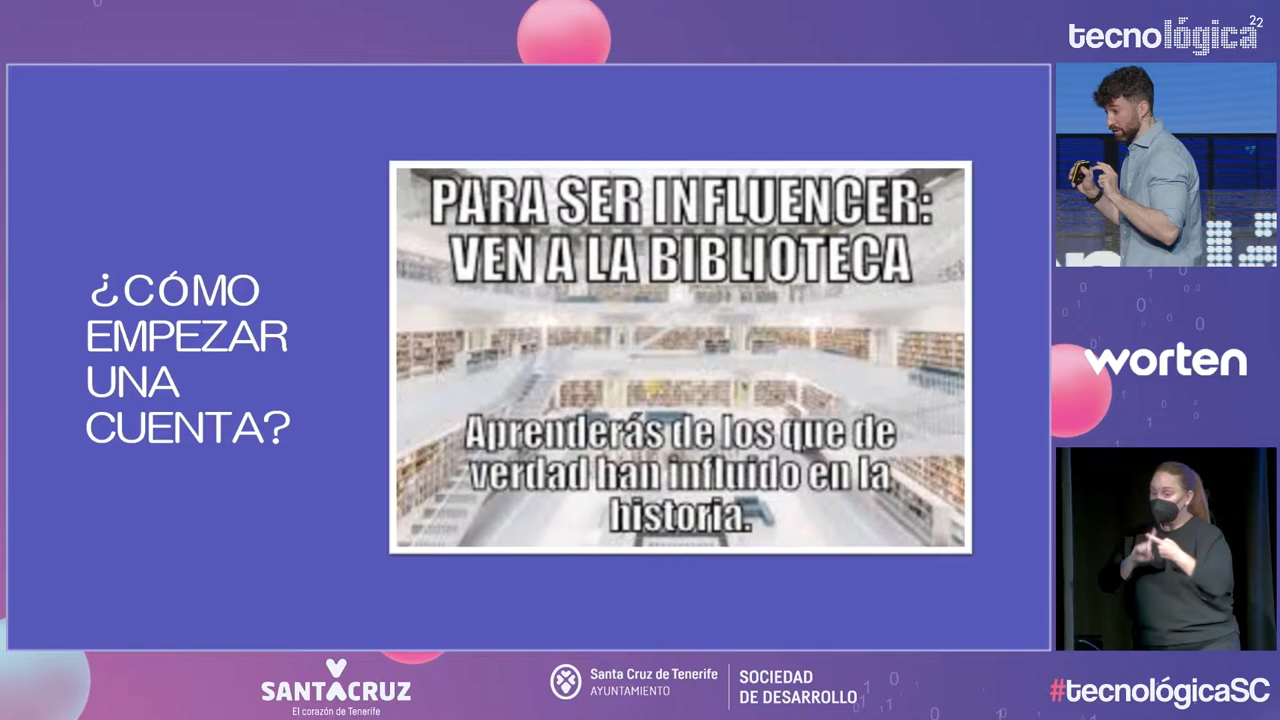 tecnológica22
¿CÓMO
EMPEZAR
UNA
CUENTA?
PARA SER INFLUENCER:
VEN A LA BIBLIOTECA
Aprenderás de los que de
verdad han influido en la
historia.
worten
SANTACRUZ
El corazón de Tenerife
Santa Cruz de Tenerife
AYUNTAMIENTO
SOCIEDAD
DE DESARROLLO
#tecnológicaSC